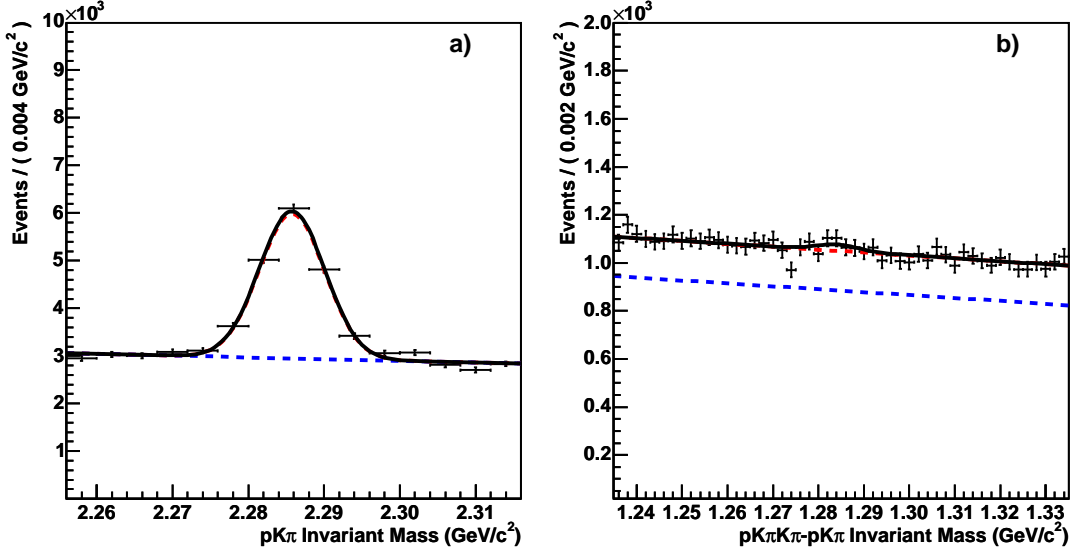 10×10³
a)
9
8
7
6
5
4
3
2
1
Events / ( 0.004 GeV/c² )
2.26 2.27 2.28 2.29 2.30 2.31
pKπ Invariant Mass (GeV/c²)
2.0×10³
b)
1.8
1.6
1.4
1.2
1.0
0.8
0.6
0.4
0.2
Events / ( 0.002 GeV/c² )
1.24 1.25 1.26 1.27 1.28 1.29 1.30 1.31 1.32 1.33
pKπKπ-pKπ Invariant Mass (GeV/c²)